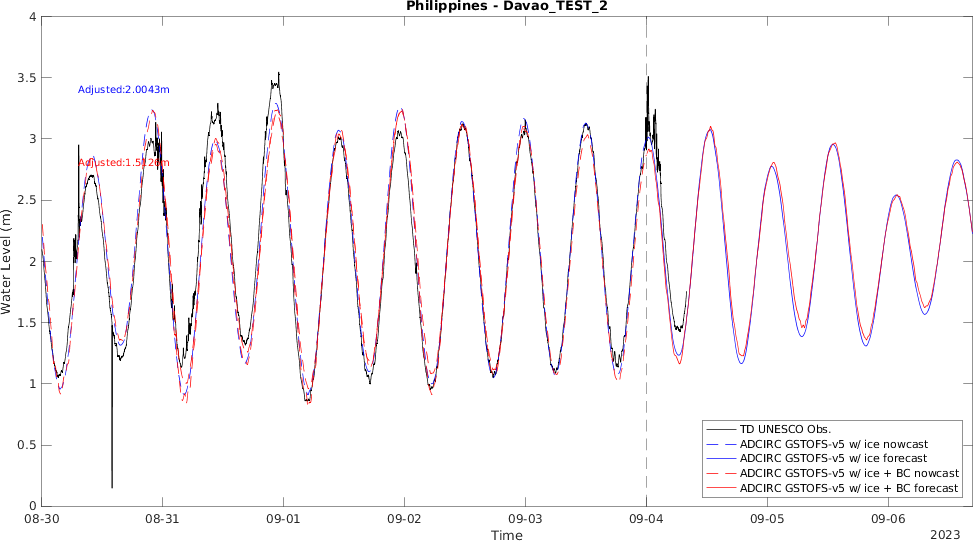 Philippines - Davao_TEST_2
Water Level (m)
4
3.5
3
2.5
2
1.5
1
0.5
0
Adjusted:2.0043m
TD UNESCO Obs.
ADCIRC GSTOFS-v5 w/ ice nowcast
ADCIRC GSTOFS-v5 w/ ice forecast
ADCIRC GSTOFS-v5 w/ ice + BC nowcast
ADCIRC GSTOFS-v5 w/ ice + BC forecast
08-30
08-31
09-01
09-02
09-03
09-04
09-05
09-06
Time
2023